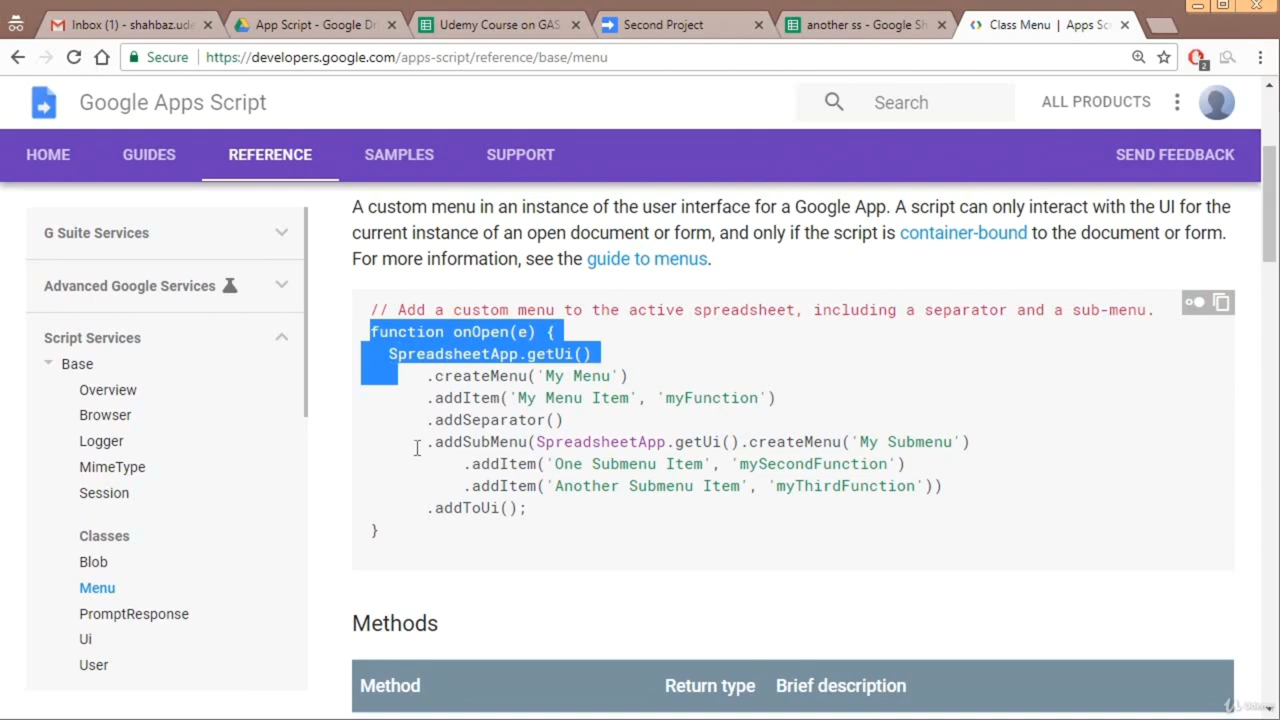 Inbox (1) - shahbaz.ude
App Script - Google Dr
Udemy Course on GAS
Second Project
another ss - Google Sh
Class Menu | Apps Scr
Secure
https://developers.google.com/apps-script/reference/base/menu
2
Google Apps Script
Search
ALL PRODUCTS
HOME
GUIDES
REFERENCE
SAMPLES
SUPPORT
SEND FEEDBACK
G Suite Services
Advanced Google Services
Script Services
Base
Overview
Browser
Logger
MimeType
Session
Classes
Blob
Menu
PromptResponse
Ui
User
A custom menu in an instance of the user interface for a Google App. A script can only interact with the UI for the
current instance of an open document or form, and only if the script is container-bound to the document or form.
For more information, see the guide to menus.
// Add a custom menu to the active spreadsheet, including a separator and a sub-menu.
function onOpen(e) {
SpreadsheetApp.getUi()
.createMenu('My Menu')
.addItem('My Menu Item', 'myFunction')
.addSeparator()
.addSubMenu(SpreadsheetApp.getUi().createMenu('My Submenu')
.addItem('One Submenu Item', 'mySecondFunction')
.addItem('Another Submenu Item', 'myThirdFunction'))
.addToUi();
}
Methods
Method
Return type
Brief description